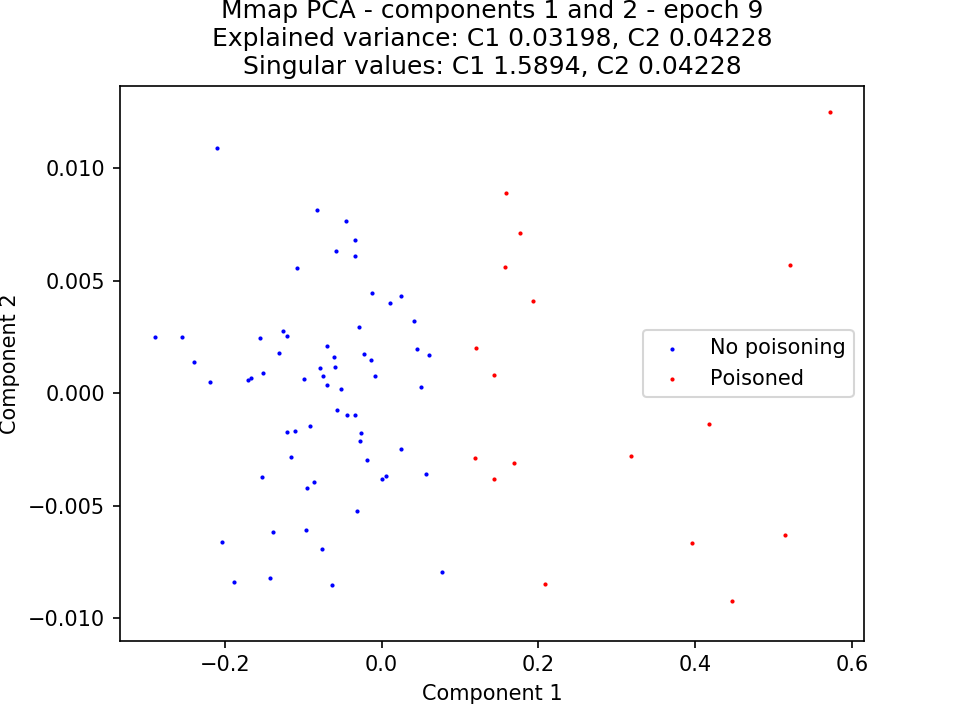 Mmap PCA - components 1 and 2 - epoch 9
Explained variance: C1 0.03198, C2 0.04228
Singular values: C1 1.5894, C2 0.04228
0.010
0.005
0.000
−0.005
−0.010
Component 2
No poisoning
Poisoned
−0.2
0.0
0.2
0.4
0.6
Component 1